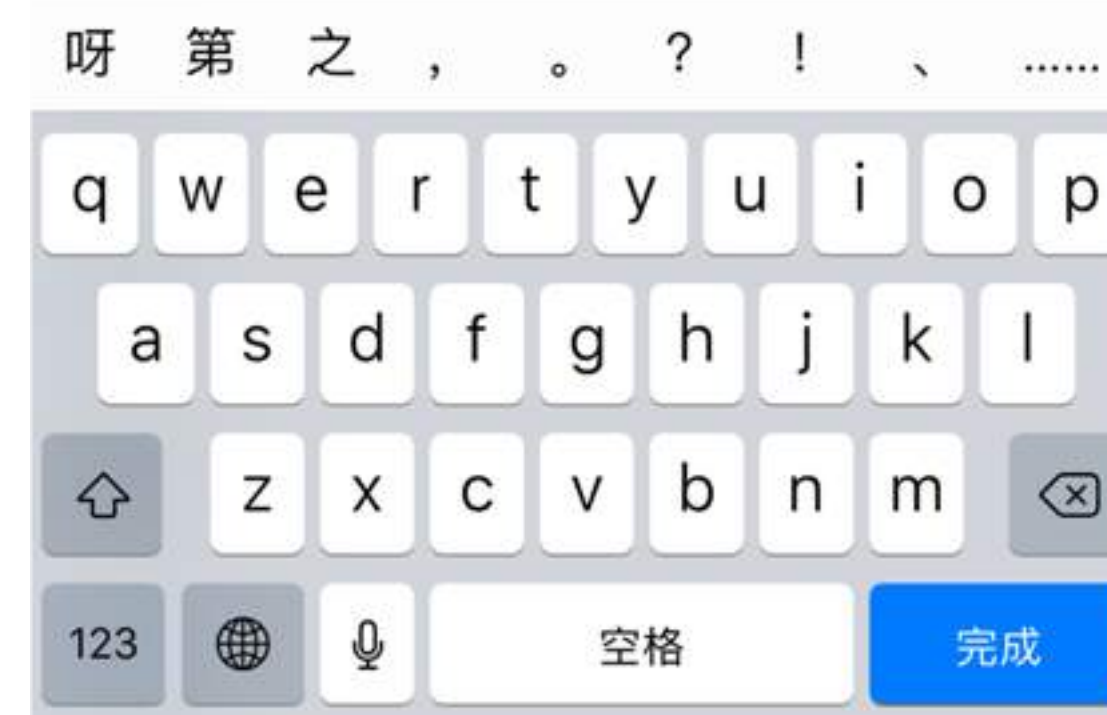 呀 第 之 ， 。 ? ! 、 ……
q w e r t y u i o p
a s d f g h j k l
z x c v b n m
123 空格 完成